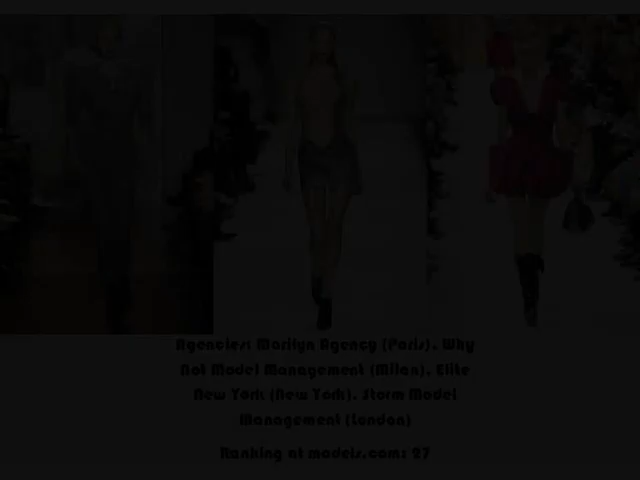 Agencies: Marilyn Agency (Paris), Why
Not Model Management (Milan), Elite
New York (New York), Storm Model
Management (London)
Ranking at models.com: 27